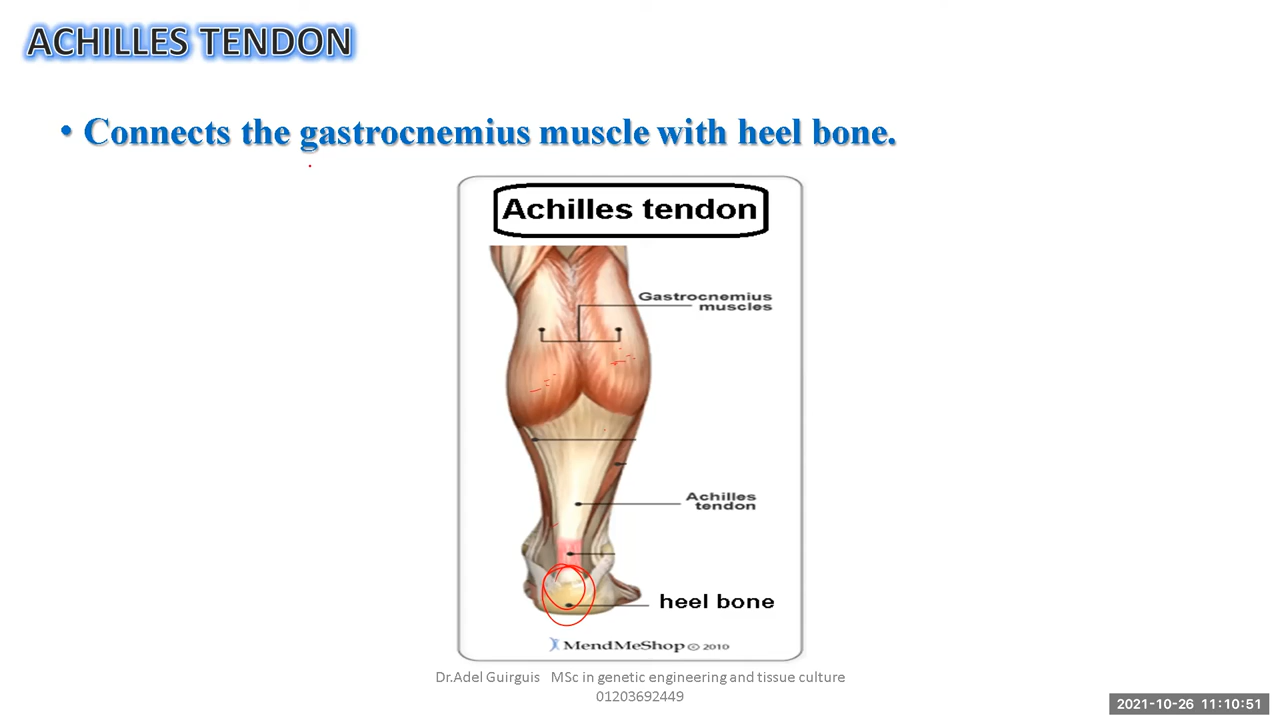 ACHILLES TENDON
• Connects the gastrocnemius muscle with heel bone.
Achilles tendon
Gastrocnemius
muscles
Achilles
tendon
heel bone
MendMeShop © 2010
Dr.Adel Guirguis MSc in genetic engineering and tissue culture
01203692449
2021-10-26 11:10:51